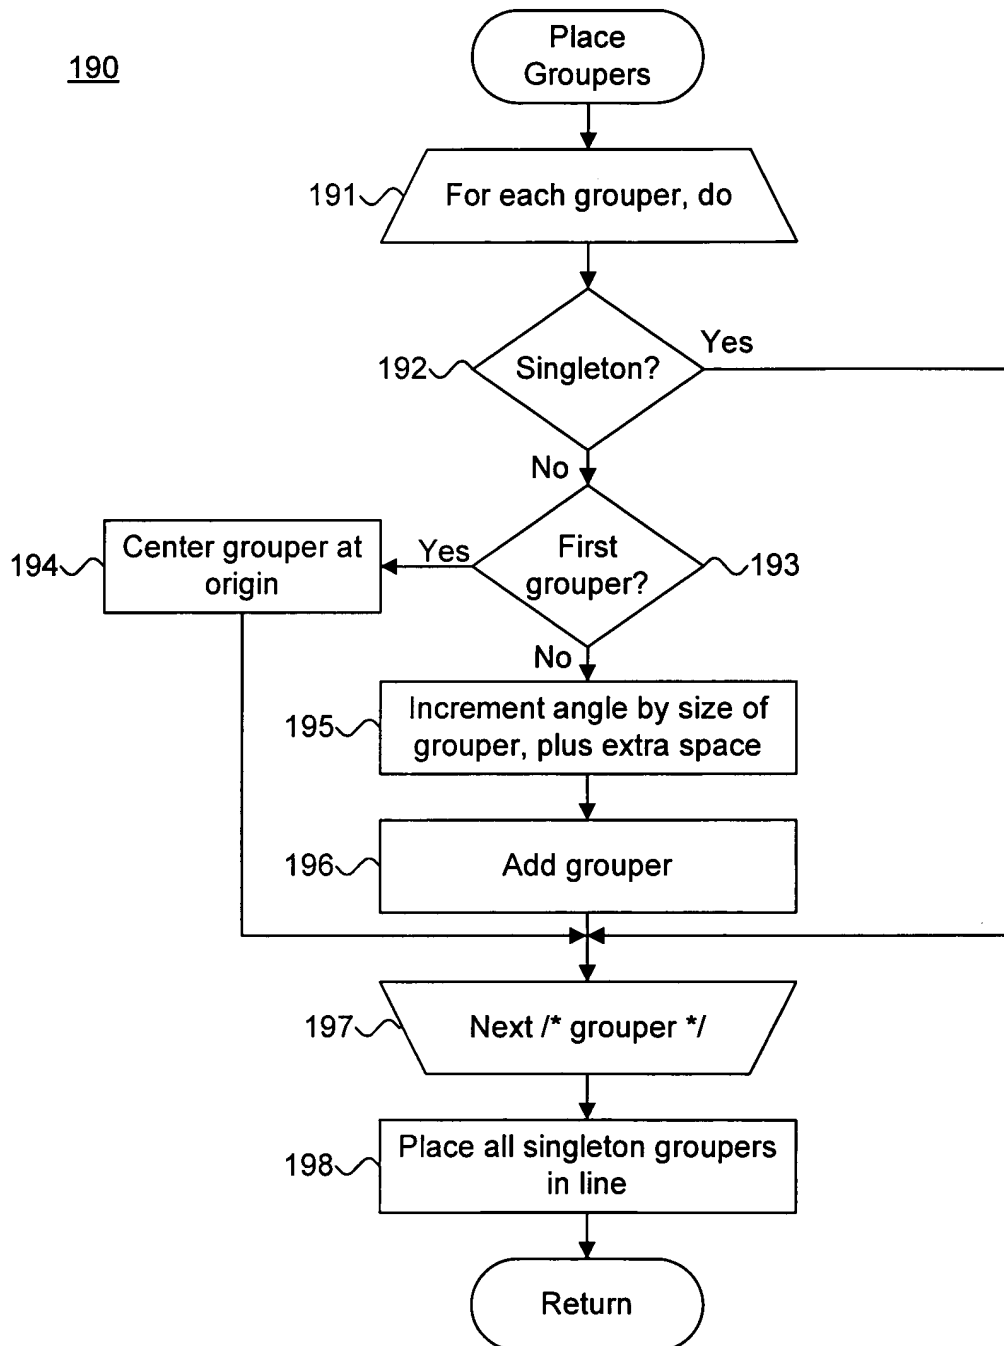 190
Place
Groupers
191
For each grouper, do
192
Singleton?
Yes
No
194
Center grouper at
origin
Yes
First
grouper?
193
No
195
Increment angle by size of
grouper, plus extra space
196
Add grouper
197
Next /* grouper */
198
Place all singleton groupers
in line
Return